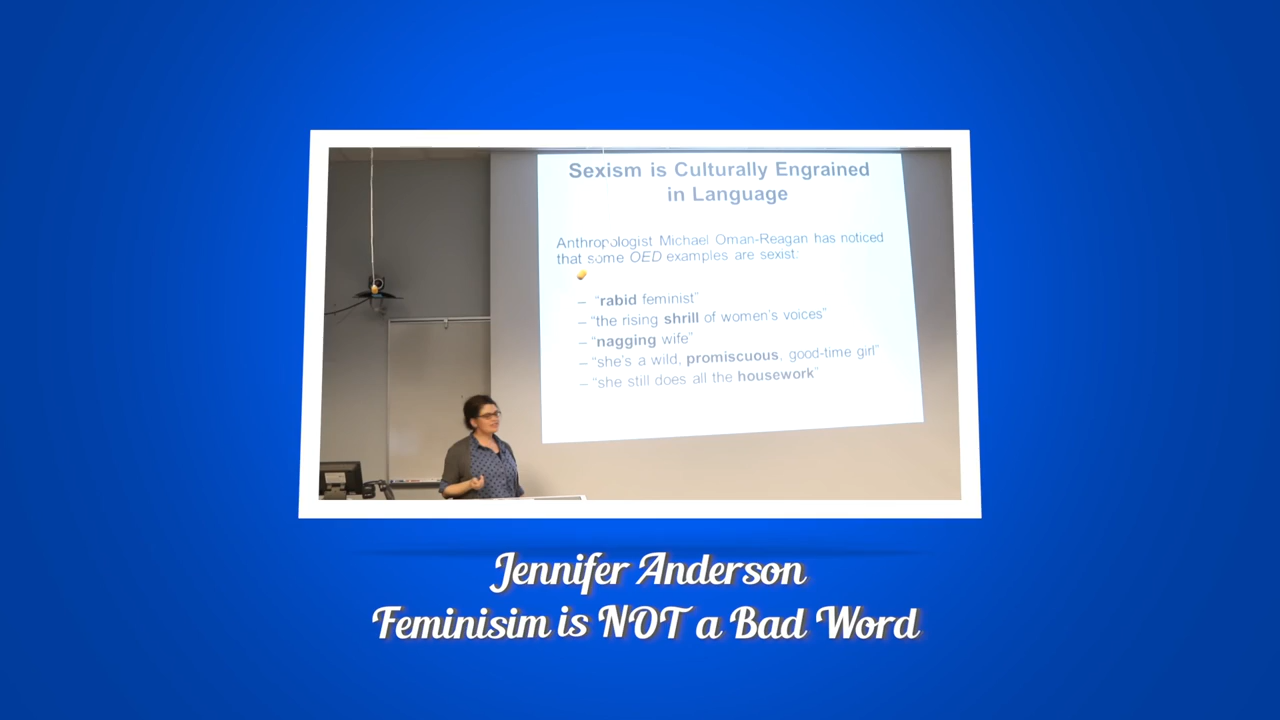 Sexism is Culturally Engrained
in Language
Anthropologist Michael Oman-Reagan has noticed
that some OED examples are sexist:
– “rabid feminist”
– “the rising shrill of women’s voices”
– “nagging wife”
– “she’s a wild, promiscuous, good-time girl”
– “she still does all the housework”
Jennifer Anderson
Feminisim is NOT a Bad Word